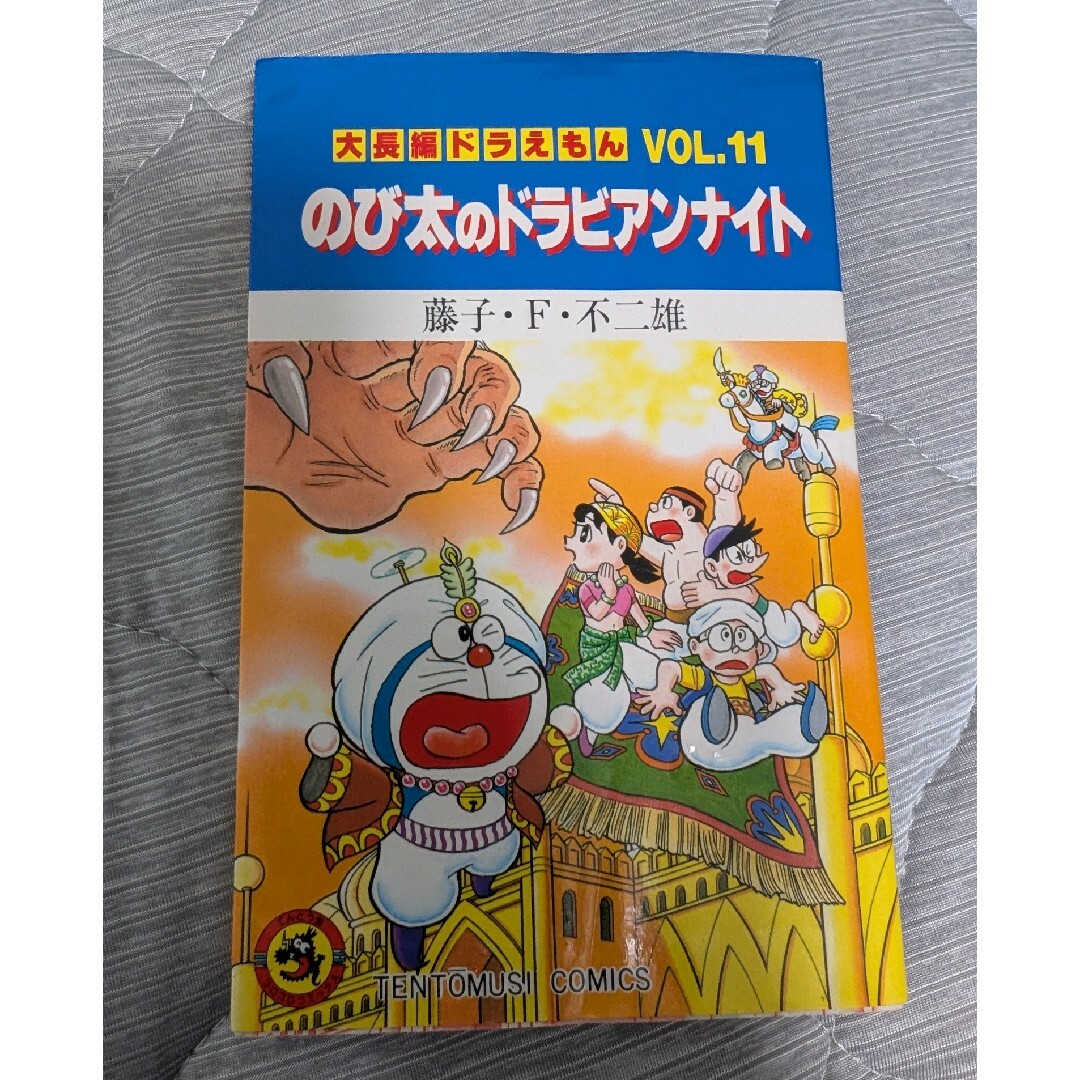 大長編ドラえもん VOL.11
のび太のドラビアンナイト
藤子・F・不二雄
TENTŌMUSI COMICS